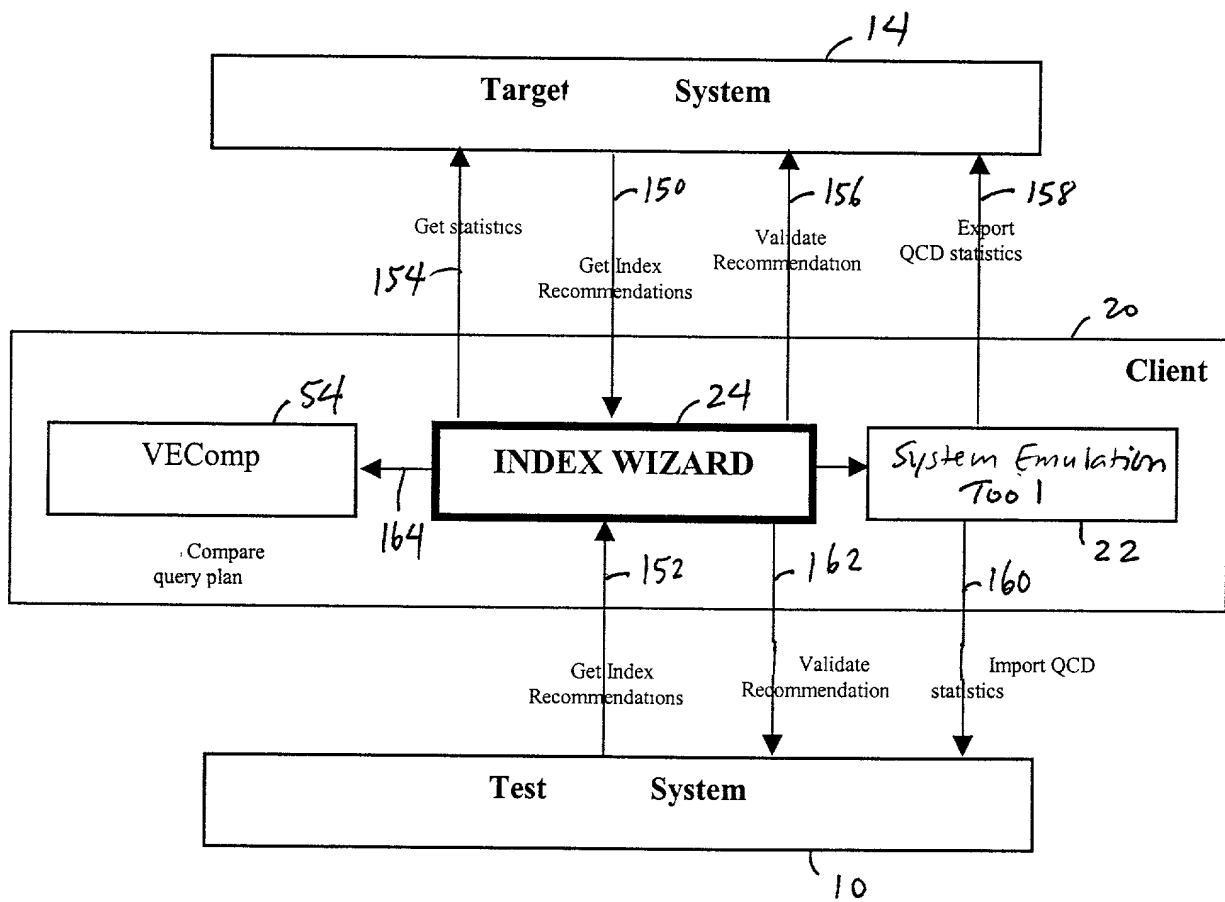 14
Target System
150
156
158
Get statistics
Validate
Recommendation
Export
QCD statistics
154
Get Index
Recommendations
20
Client
54
24
VEComp
INDEX WIZARD
System Emulation
Tool
164
Compare
query plan
152
162
160
22
Get Index
Recommendations
Validate
Recommendation
Import QCD
statistics
Test System
10